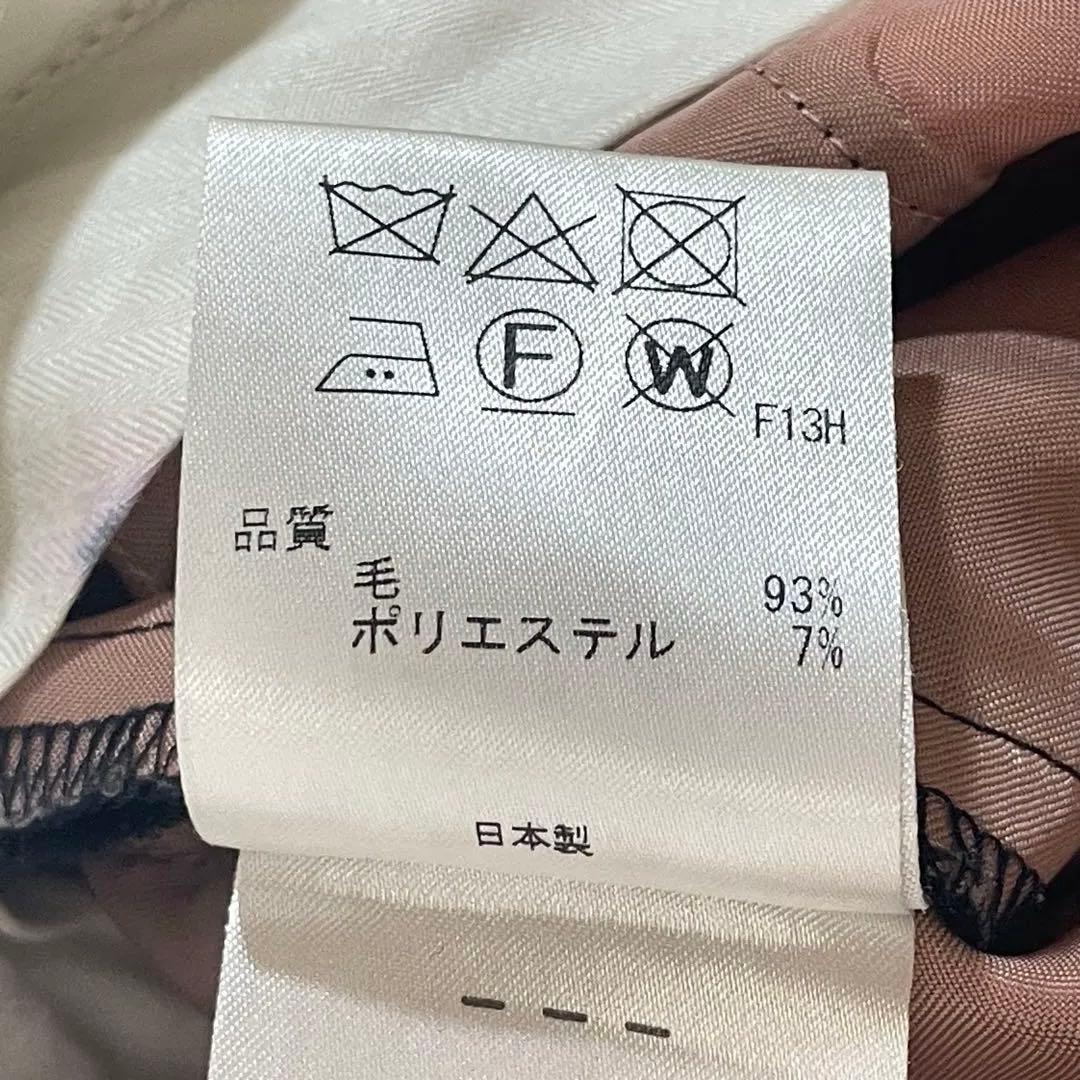 F W
F13H
品質
毛 93%
ポリエステル 7%
日本製